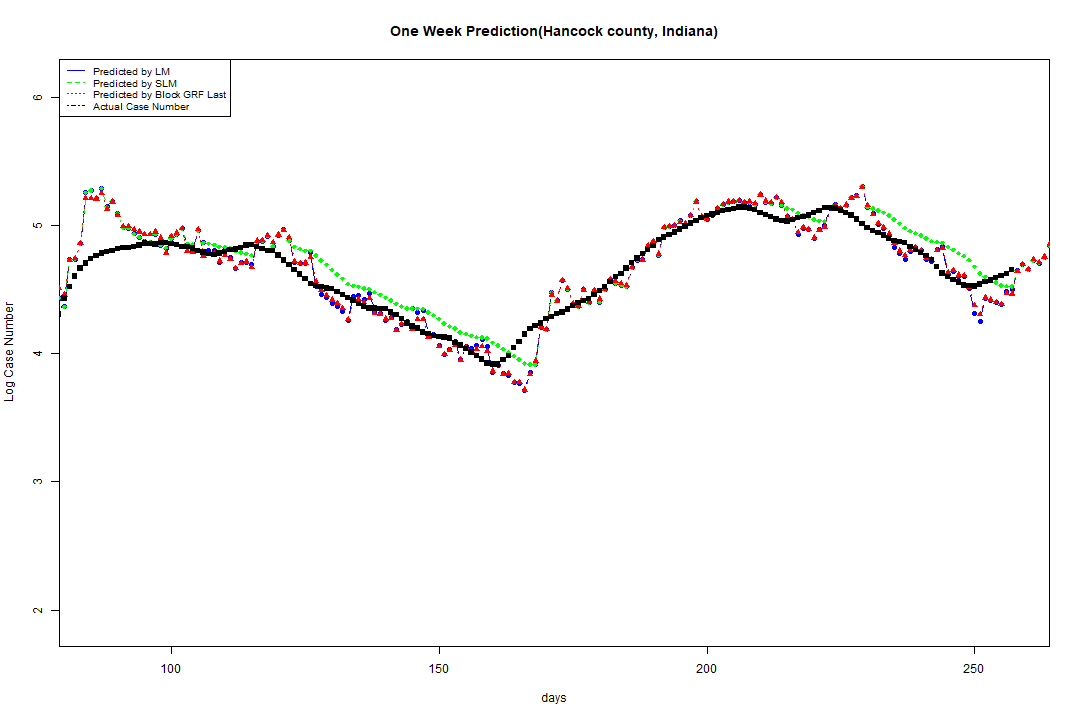 One Week Prediction(Hancock county, Indiana)
Predicted by LM
Predicted by SLM
Predicted by Block GRF Last
Actual Case Number
6
5
4
3
2
Log Case Number
100 150 200 250
days